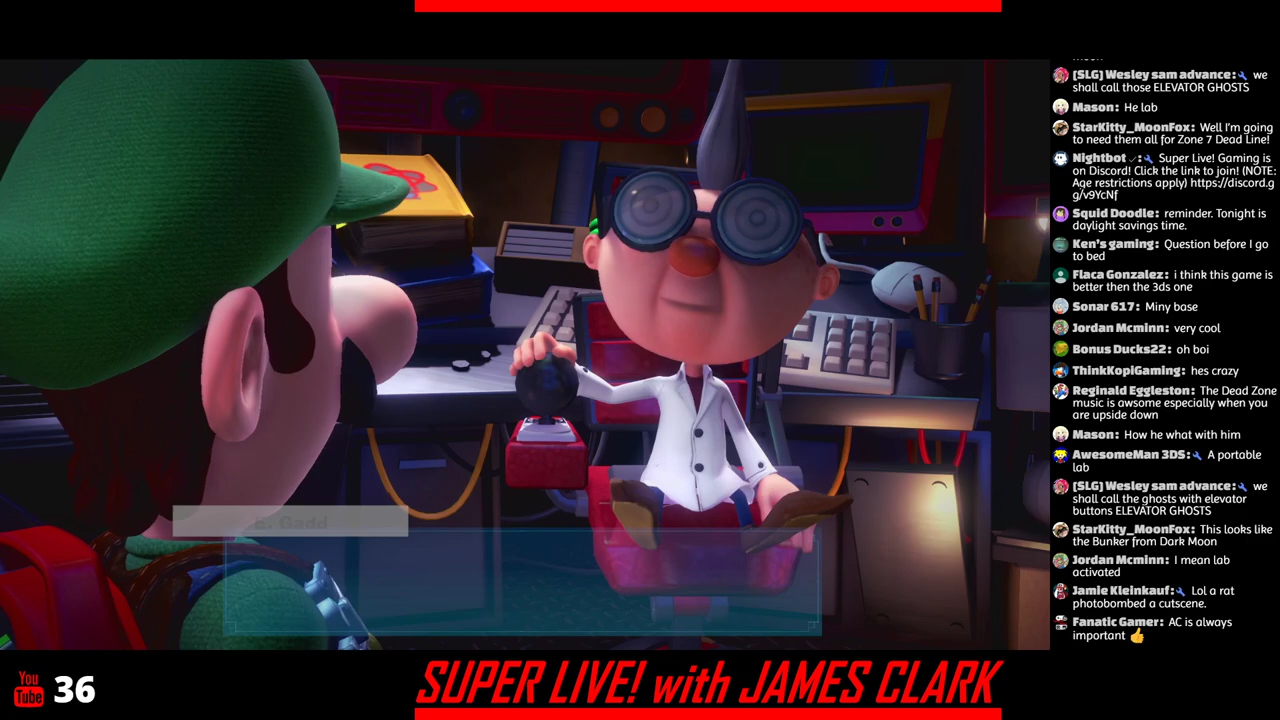 [SLG] Wesley sam advance: we
shall call those ELEVATOR GHOSTS
Mason: He lab
StarKitty_MoonFox: Well I'm going
to need them all for Zone 7 Dead Line!
Nightbot : Super Live! Gaming is
on Discord! Click the link to join! (NOTE:
Age restrictions apply) https://discord.g
g/v9YcNf
Squid Doodle: reminder. Tonight is
daylight savings time.
Ken's gaming: Question before I go
to bed
Flaca Gonzalez: i think this game is
better then the 3ds one
Sonar 617: Miny base
Jordan Mcminn: very cool
Bonus Ducks22: oh boi
ThinkKopiGaming: hes crazy
Reginald Eggleston: The Dead Zone
music is awsome especially when you
are upside down
Mason: How he what with him
AwesomeMan 3DS: A portable
lab
[SLG] Wesley sam advance: we
shall call the ghosts with elevator
buttons ELEVATOR GHOSTS
StarKitty_MoonFox: This looks like
the Bunker from Dark Moon
Jordan Mcminn: I mean lab
activated
Jamie Kleinkauf: Lol a rat
photobombed a cutscene.
Fanatic Gamer: AC is always
important 👍
E. Gadd
You
Tube
36
SUPER LIVE! with JAMES CLARK